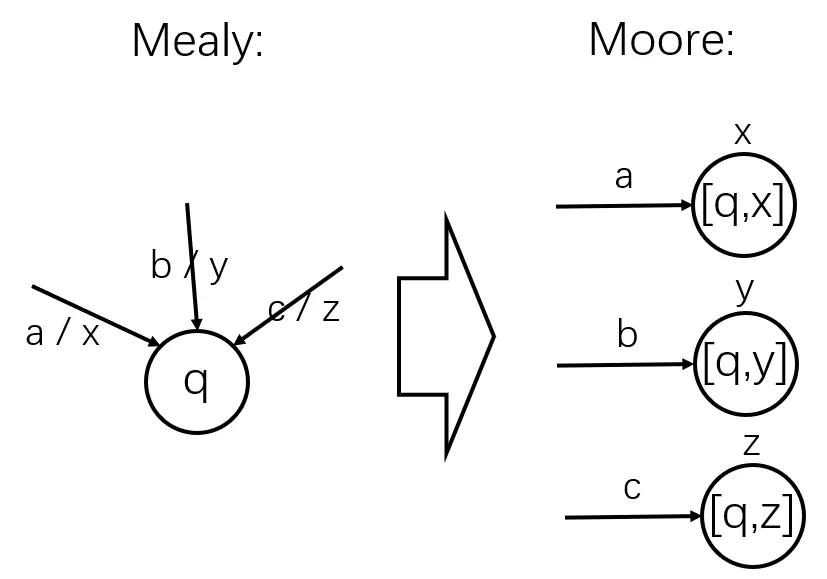 Mealy:
Moore:
b / y
a / x
c / z
q
x
a
[q,x]
y
b
[q,y]
z
c
[q,z]